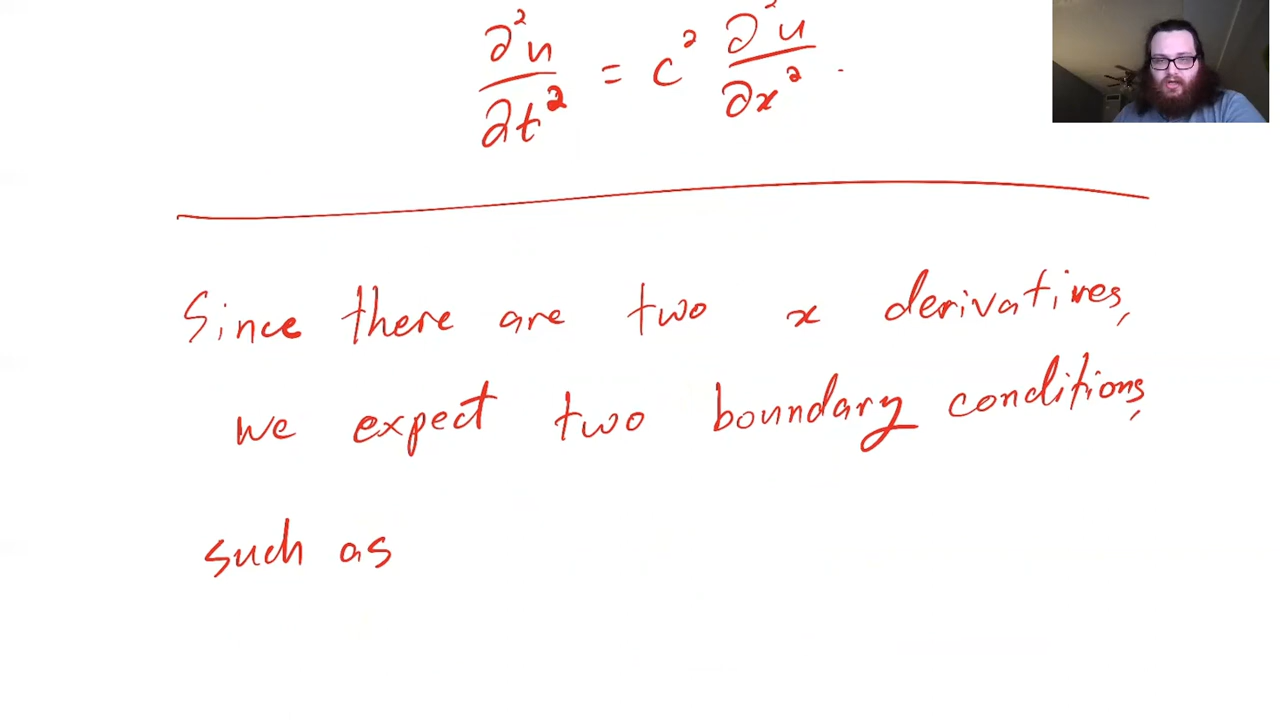 ∂²u/∂t² = c² ∂²u/∂x².
Since there are two x derivatives,
we expect two boundary conditions,
such as